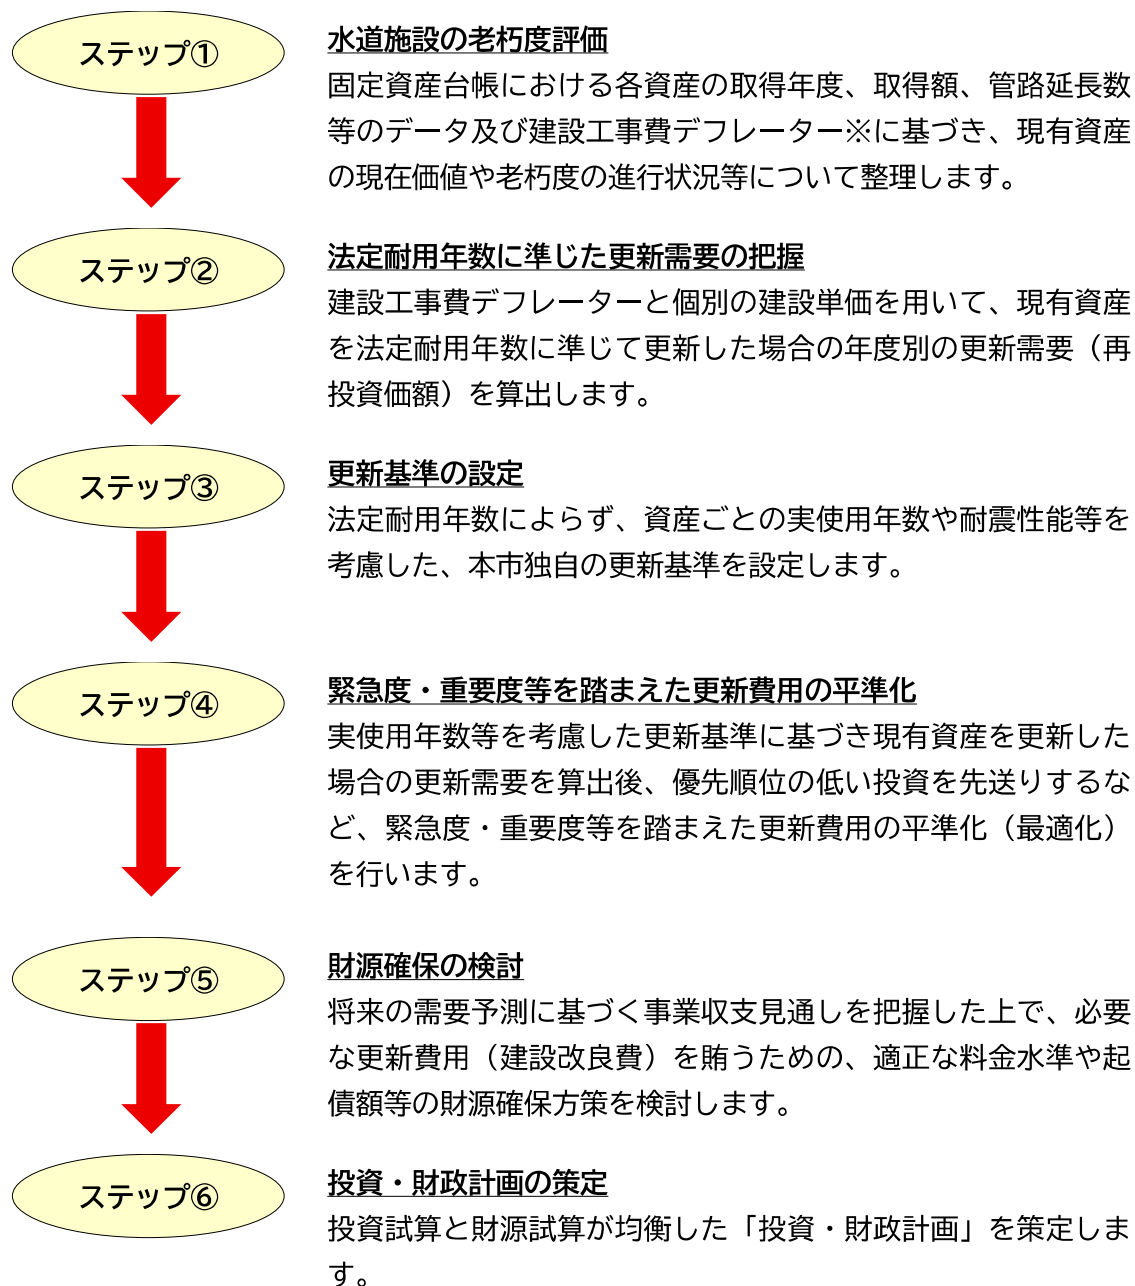 ステップ①
水道施設の老朽度評価
固定資産台帳における各資産の取得年度、取得額、管路延長数
等のデータ及び建設工事費デフレーター※に基づき、現有資産
の現在価値や老朽度の進行状況等について整理します。
ステップ②
法定耐用年数に準じた更新需要の把握
建設工事費デフレーターと個別の建設単価を用いて、現有資産
を法定耐用年数に準じて更新した場合の年度別の更新需要（再
投資価額）を算出します。
ステップ③
更新基準の設定
法定耐用年数によらず、資産ごとの実使用年数や耐震性能等を
考慮した、本市独自の更新基準を設定します。
ステップ④
緊急度・重要度等を踏まえた更新費用の平準化
実使用年数等を考慮した更新基準に基づき現有資産を更新した
場合の更新需要を算出後、優先順位の低い投資を先送りするな
ど、緊急度・重要度等を踏まえた更新費用の平準化（最適化）
を行います。
ステップ⑤
財源確保の検討
将来の需要予測に基づく事業収支見通しを把握した上で、必要
な更新費用（建設改良費）を賄うための、適正な料金水準や起
債額等の財源確保方策を検討します。
ステップ⑥
投資・財政計画の策定
投資試算と財源試算が均衡した「投資・財政計画」を策定しま
す。